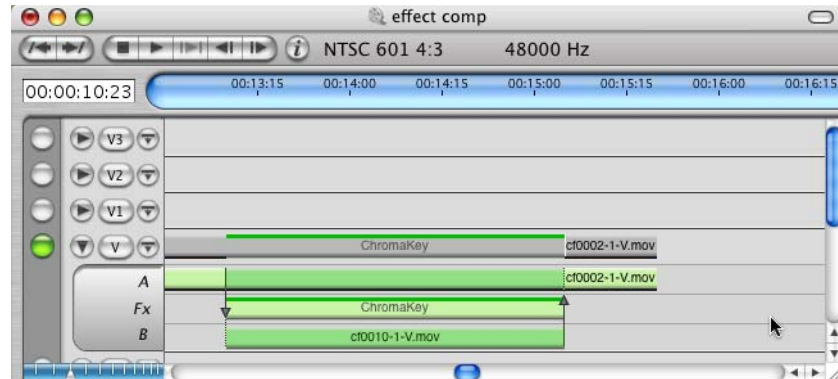 effect comp
NTSC 601 4:3 48000 Hz
00:00:10:23 00:13:15 00:14:00 00:14:15 00:15:00 00:15:15 00:16:00 00:16:15
V3
V2
V1
V ChromaKey cf0002-1-V.mov
A cf0002-1-V.mov
Fx ChromaKey
B cf0010-1-V.mov